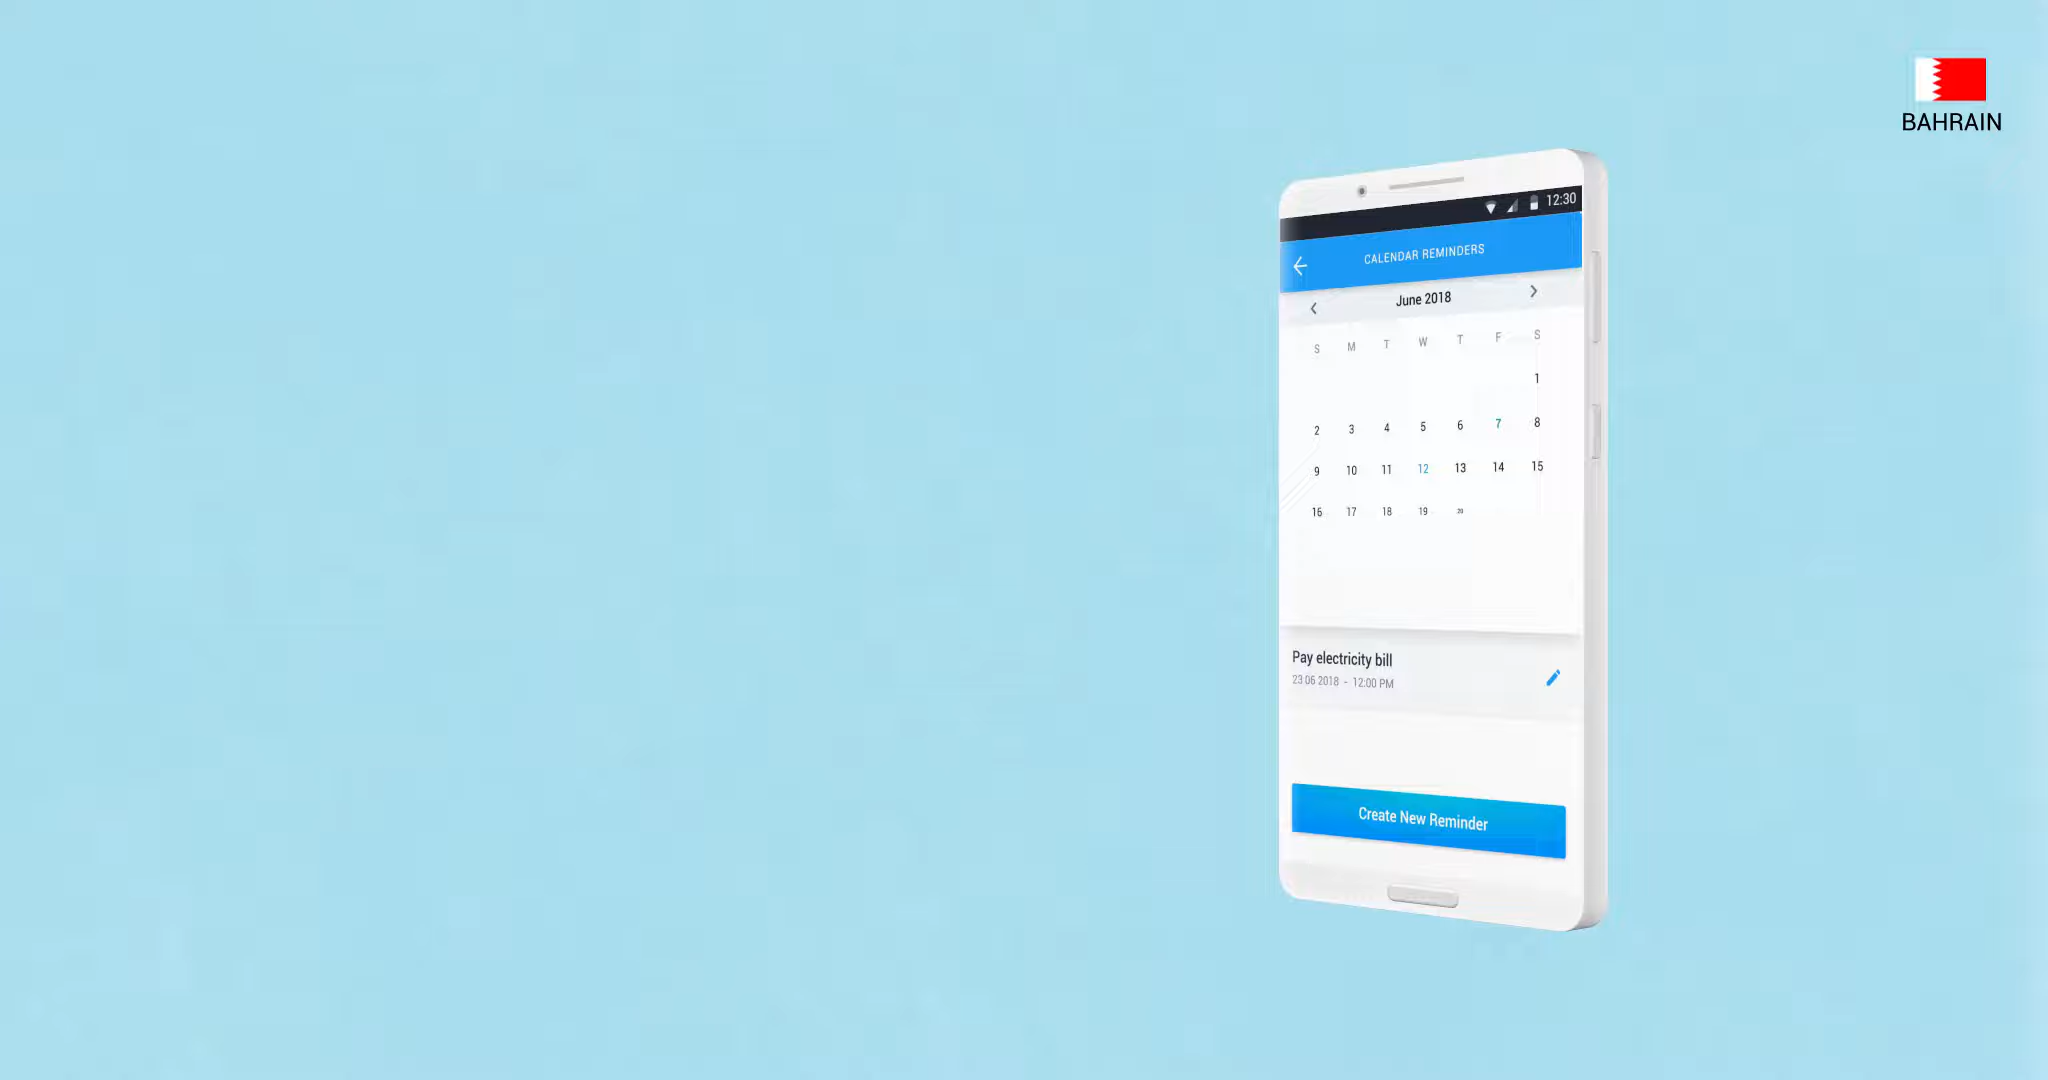 BAHRAIN
12:30
CALENDAR REMINDERS
June 2018
S M T W T F S
1
2 3 4 5 6 7 8
9 10 11 12 13 14 15
16 17 18 19 20
Pay electricity bill
23 06 2018 - 12:00 PM
Create New Reminder